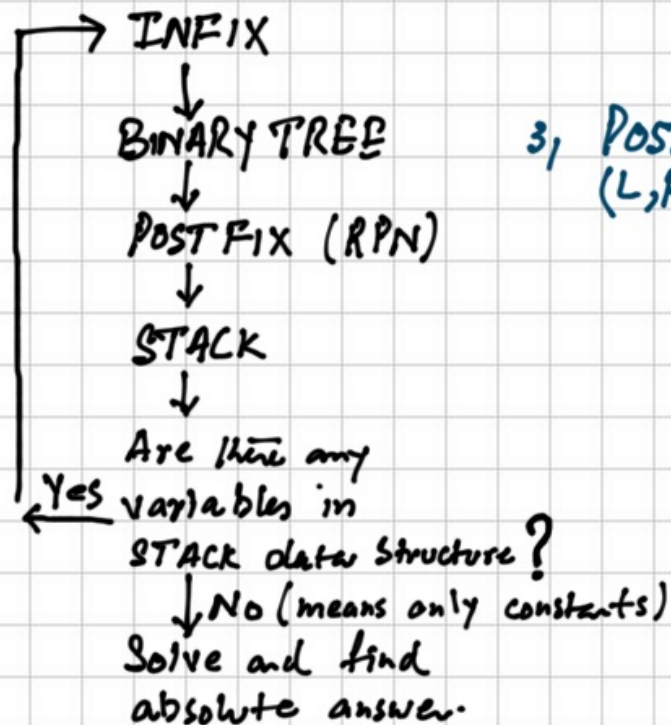 INFIX
BINARY TREE
POSTFIX (RPN)
STACK
Are there any
Yes variables in
STACK data structure?
No (means only constants)
Solve and find
absolute answer.
3,
(L,